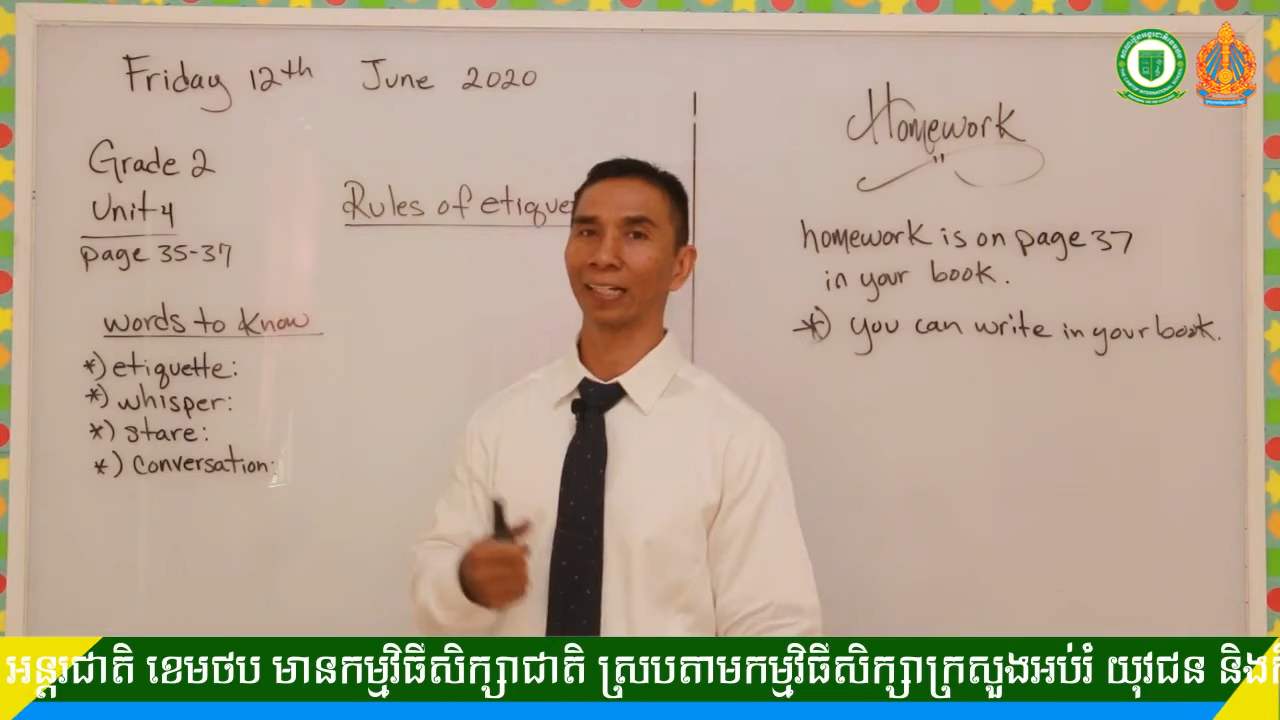 Friday 12th June 2020
Grade 2
Unit 4
page 35-37
Rules of etique
words to know
*) etiquette:
*) whisper:
*) stare:
*) conversation:
Homework
"
homework is on page 37
in your book.
*) you can write in your book.
អន្តរជាតិ ខេមថប មានកម្មវិធីសិក្សាជាតិ ស្របតាមកម្មវិធីសិក្សាក្រសួងអប់រំ យុវជន និង